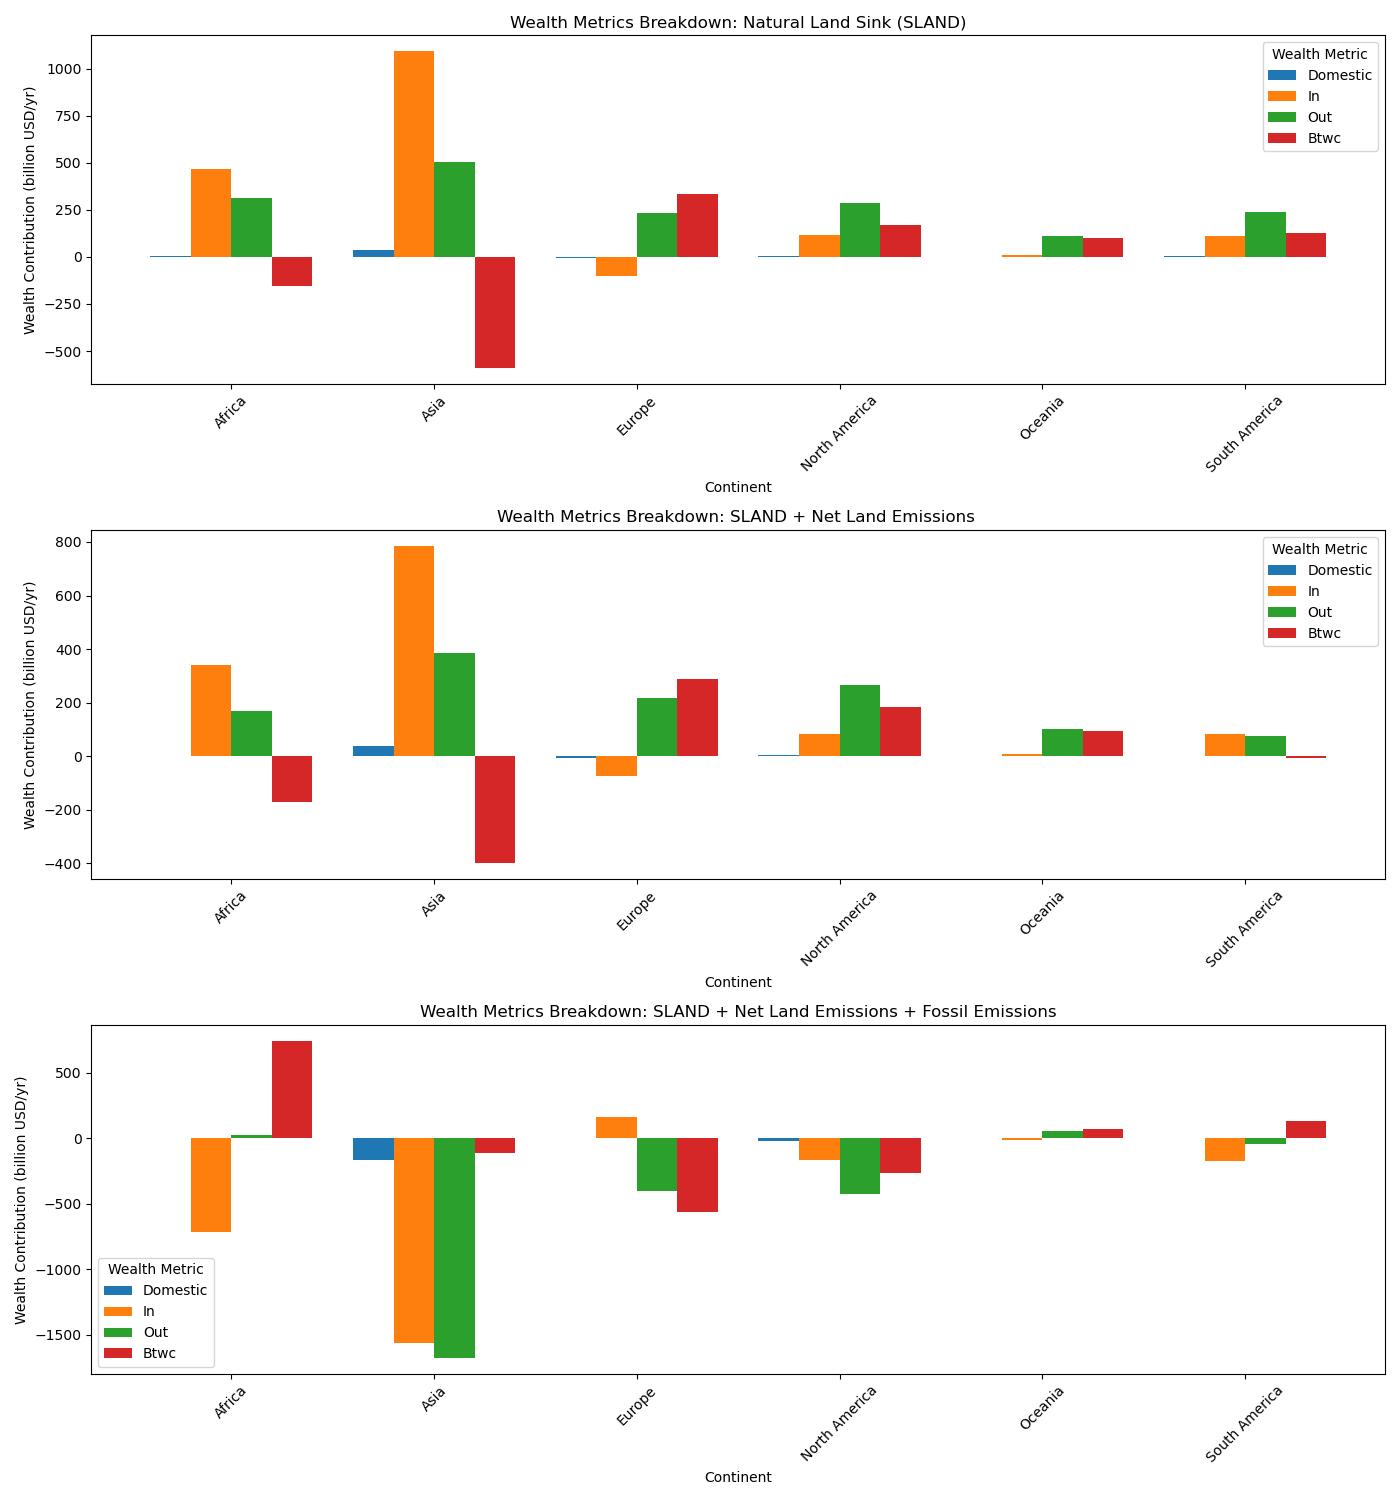 Wealth Metrics Breakdown: Natural Land Sink (SLAND)
Wealth Contribution (billion USD/yr)
1000
750
500
250
0
−250
−500
Wealth Metric
Domestic
In
Out
Btwc
Africa
Asia
Europe
North America
Oceania
South America
Continent
Wealth Metrics Breakdown: SLAND + Net Land Emissions
Wealth Contribution (billion USD/yr)
800
600
400
200
0
−200
−400
Wealth Metric
Domestic
In
Out
Btwc
Africa
Asia
Europe
North America
Oceania
South America
Continent
Wealth Metrics Breakdown: SLAND + Net Land Emissions + Fossil Emissions
Wealth Contribution (billion USD/yr)
500
0
−500
−1000
−1500
Wealth Metric
Domestic
In
Out
Btwc
Africa
Asia
Europe
North America
Oceania
South America
Continent